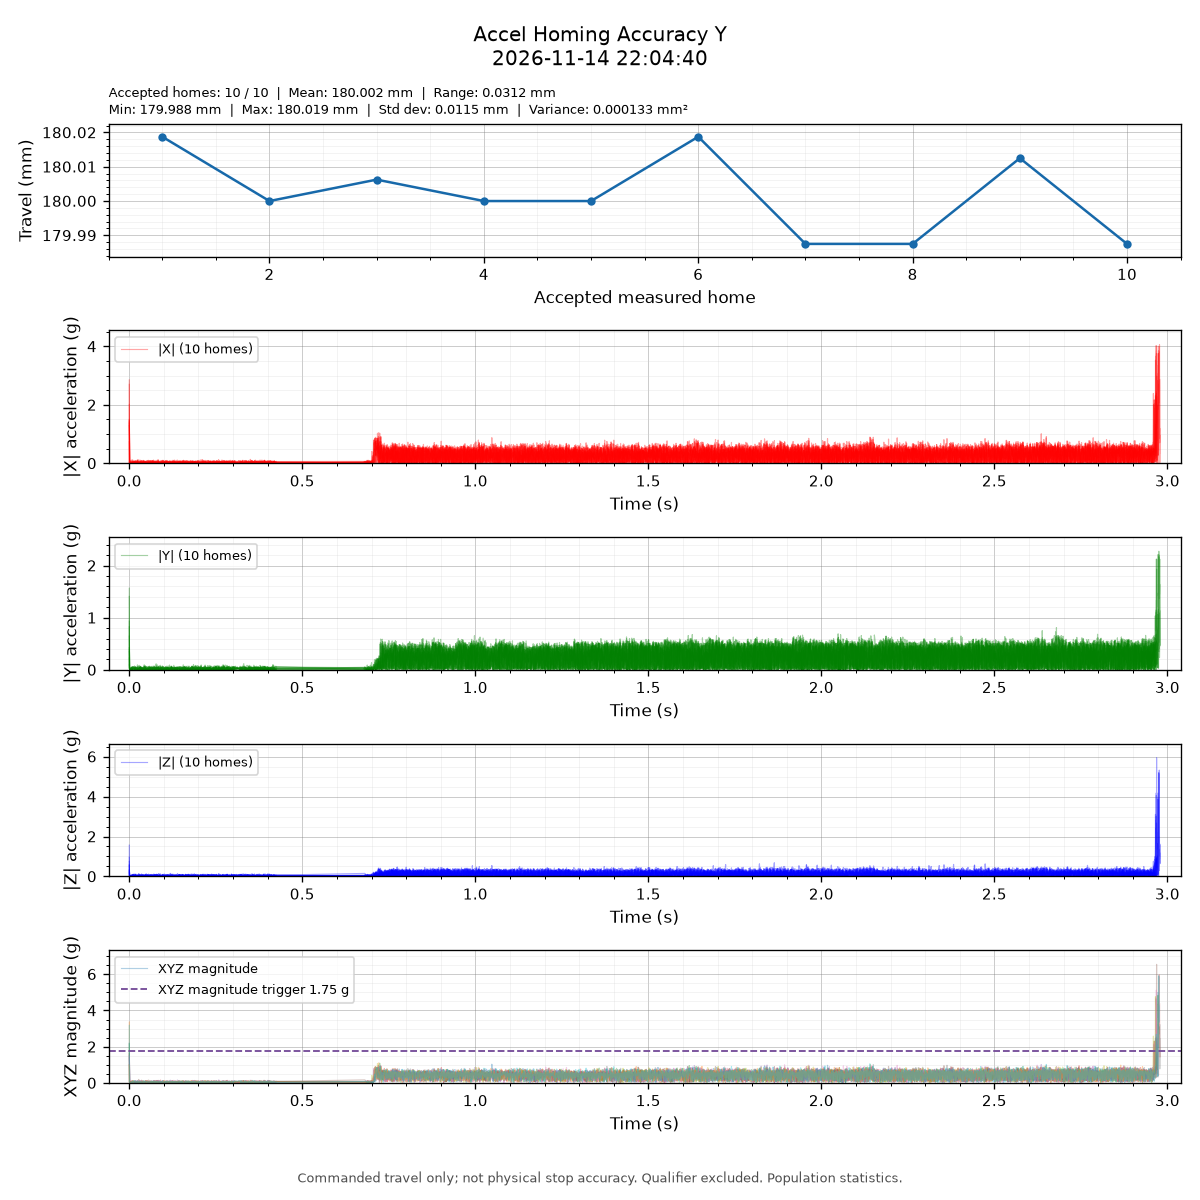 Accel Homing Accuracy Y
2026-11-14 22:04:40
Accepted homes: 10 / 10 | Mean: 180.002 mm | Range: 0.0312 mm
Min: 179.988 mm | Max: 180.019 mm | Std dev: 0.0115 mm | Variance: 0.000133 mm²
Travel (mm)
180.02
180.01
180.00
179.99
2 4 6 8 10
Accepted measured home
|X| acceleration (g)
4
2
0
|X| (10 homes)
0.0 0.5 1.0 1.5 2.0 2.5 3.0
Time (s)
|Y| acceleration (g)
2
1
0
|Y| (10 homes)
0.0 0.5 1.0 1.5 2.0 2.5 3.0
Time (s)
|Z| acceleration (g)
6
4
2
0
|Z| (10 homes)
0.0 0.5 1.0 1.5 2.0 2.5 3.0
Time (s)
XYZ magnitude (g)
6
4
2
0
XYZ magnitude
XYZ magnitude trigger 1.75 g
0.0 0.5 1.0 1.5 2.0 2.5 3.0
Time (s)
Commanded travel only; not physical stop accuracy. Qualifier excluded. Population statistics.